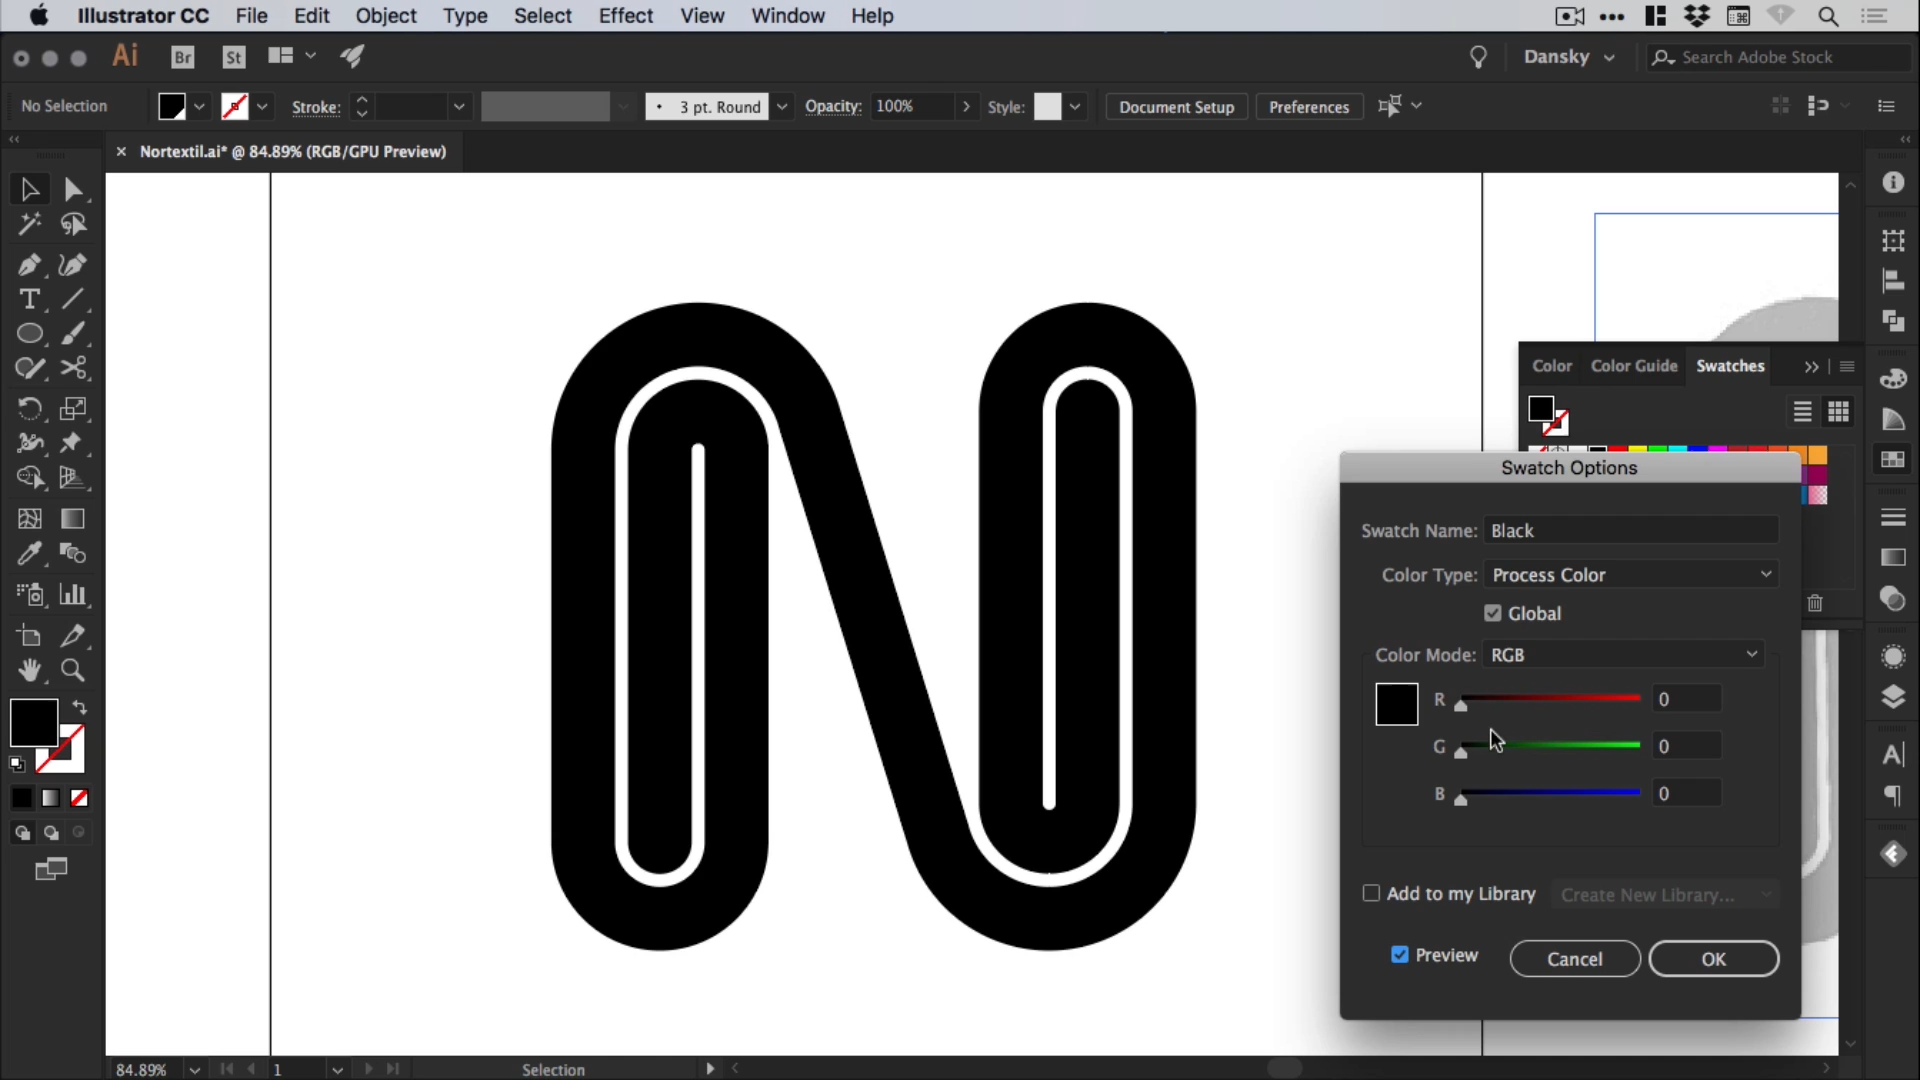 Illustrator CC File Edit Object Type Select Effect View Window Help
Ai Br St Dansky Search Adobe Stock
No Selection Stroke: 3 pt. Round Opacity: 100% Style: Document Setup Preferences
× Nortextil.ai* @ 84.89% (RGB/GPU Preview)
Color Color Guide Swatches
Swatch Options
Swatch Name: Black
Color Type: Process Color
Global
Color Mode: RGB
R 0
G 0
B 0
Add to my Library Create New Library...
Preview Cancel OK
84.89% 1 Selection